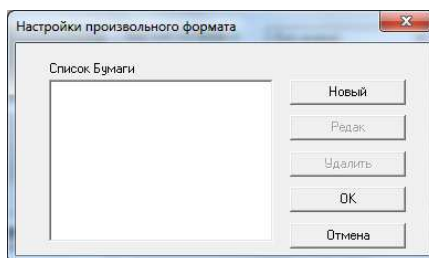 Настройки произвольного формата
Список Бумаги
Новый
Редак
Удалить
OK
Отмена